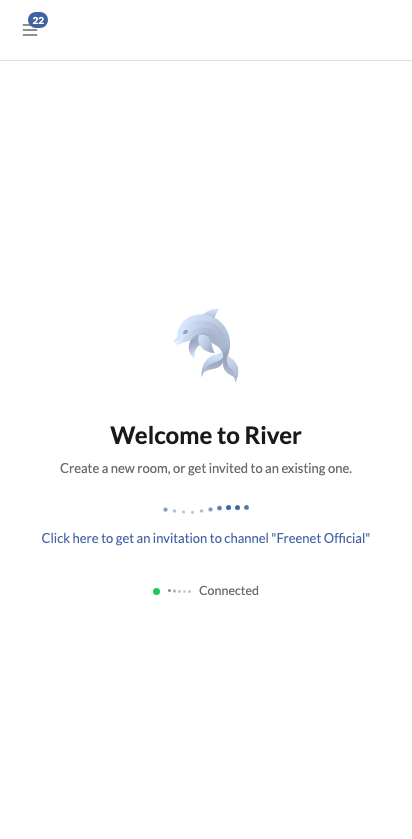 22
Welcome to River
Create a new room, or get invited to an existing one.
Click here to get an invitation to channel "Freenet Official"
Connected